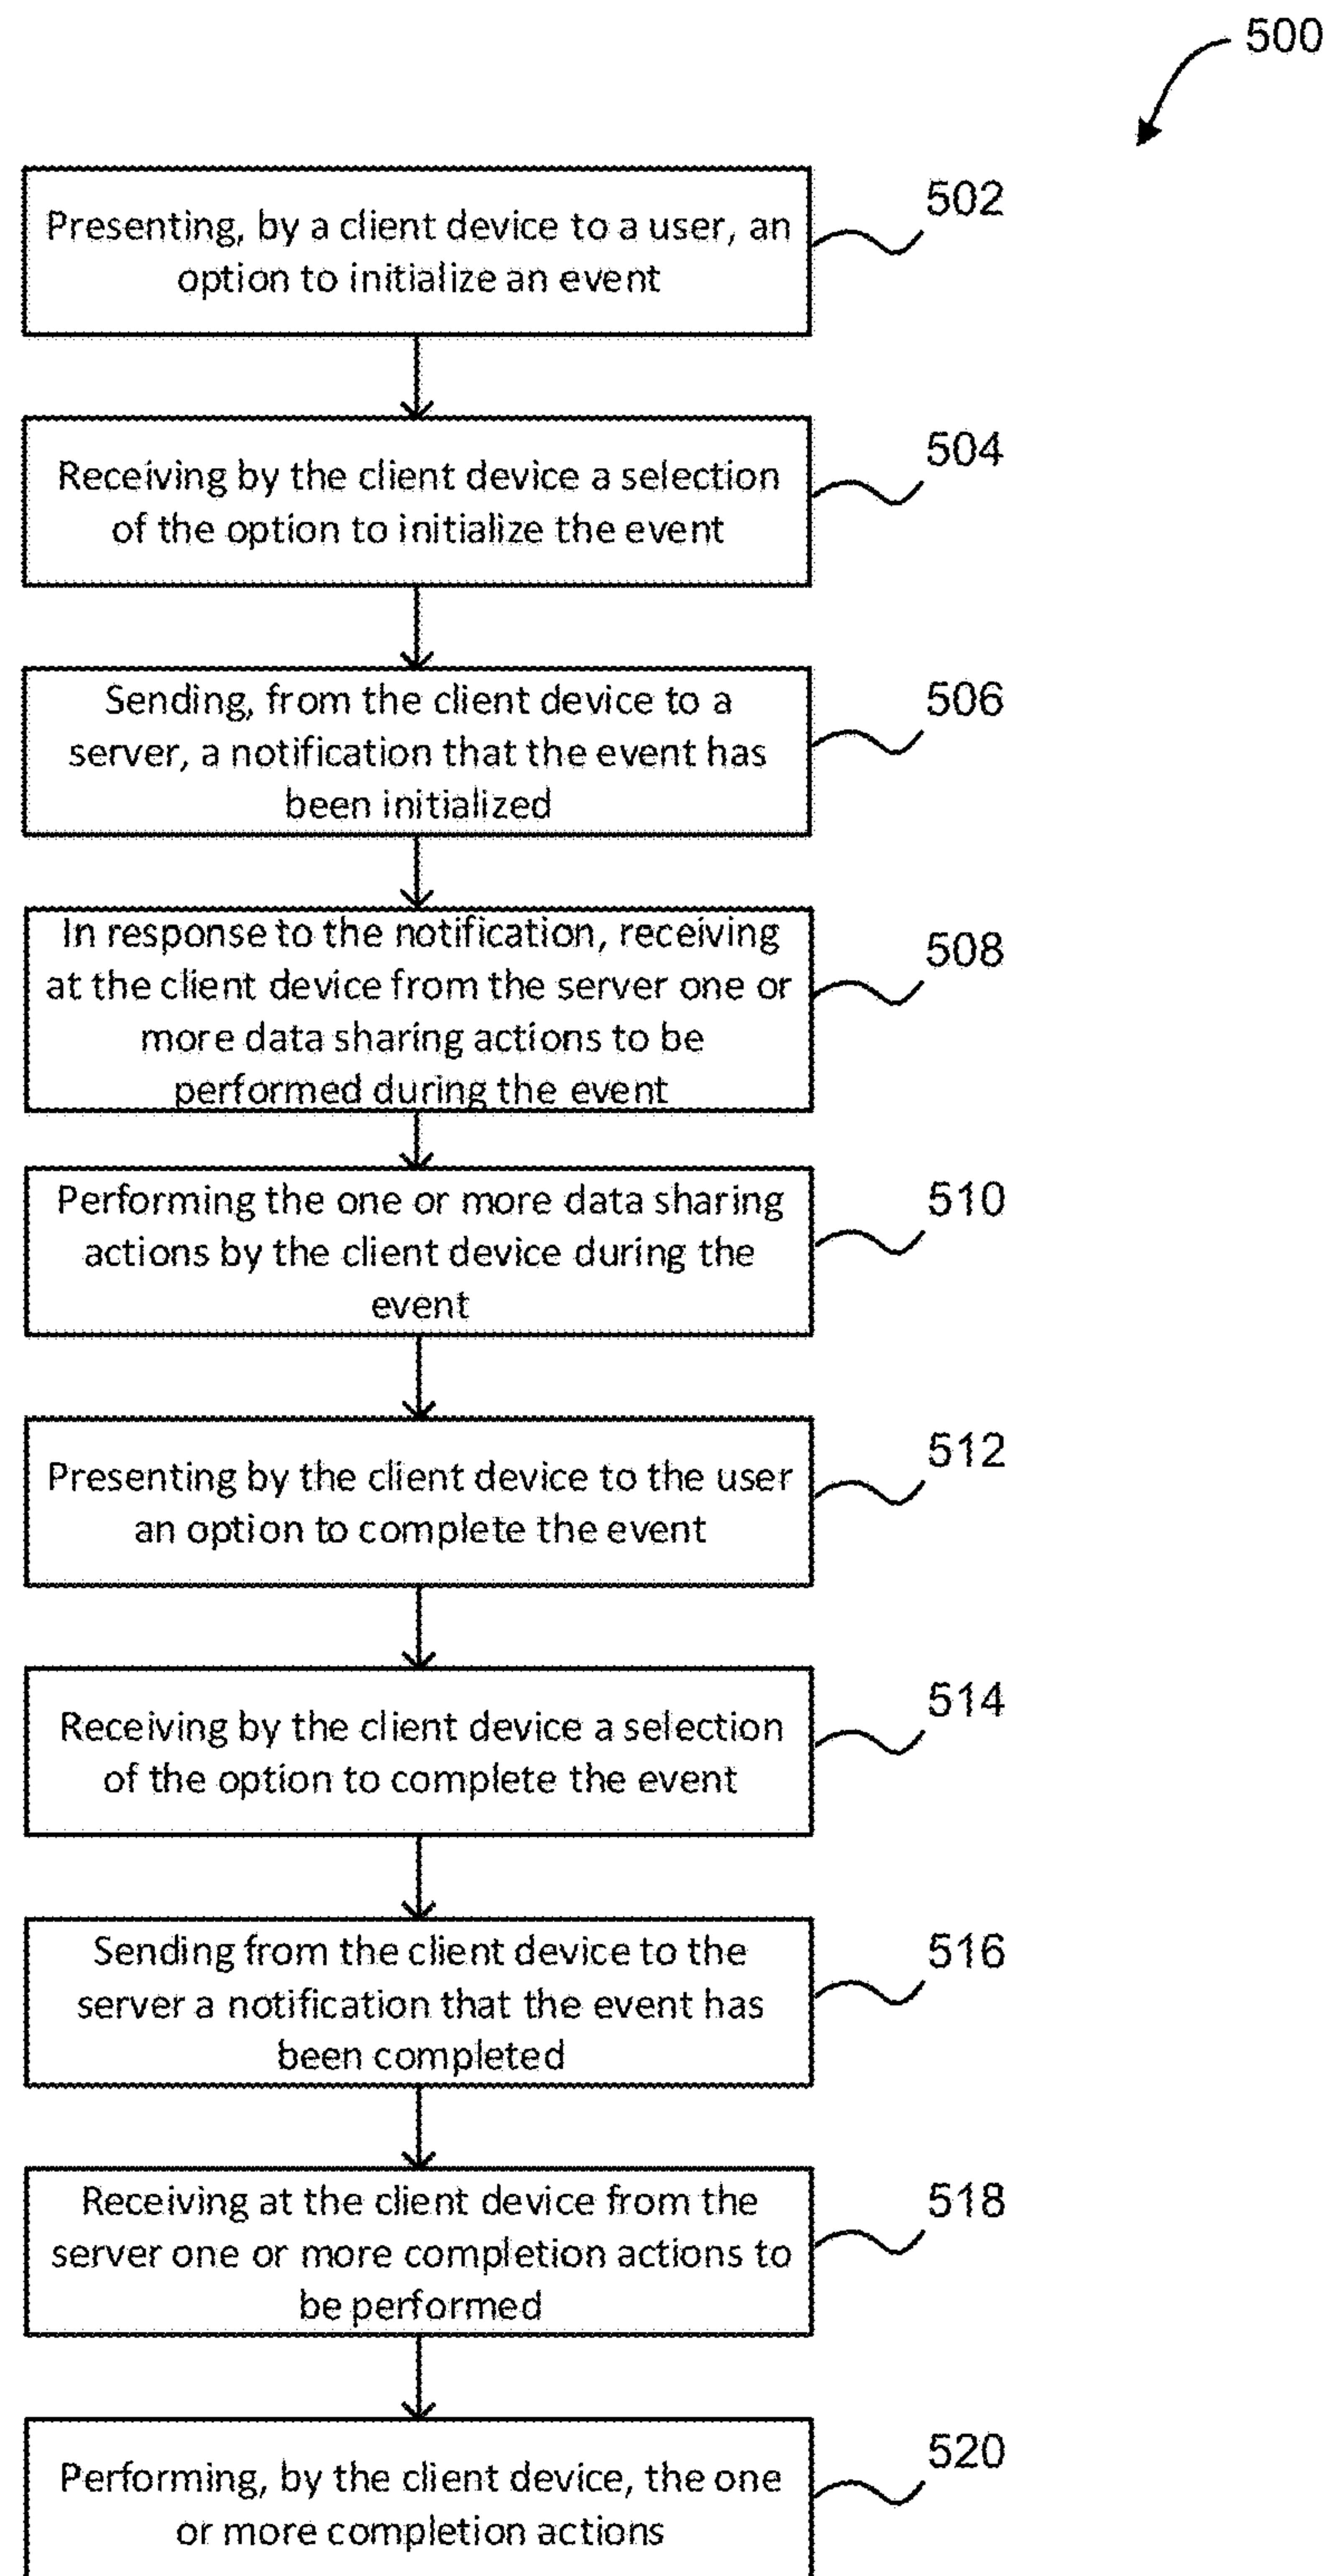 500
Presenting, by a client device to a user, an
option to initialize an event
502
Receiving by the client device a selection
of the option to initialize the event
504
Sending, from the client device to a
server, a notification that the event has
been initialized
506
In response to the notification, receiving
at the client device from the server one or
more data sharing actions to be
performed during the event
508
Performing the one or more data sharing
actions by the client device during the
event
510
Presenting by the client device to the user
an option to complete the event
512
Receiving by the client device a selection
of the option to complete the event
514
Sending from the client device to the
server a notification that the event has
been completed
516
Receiving at the client device from the
server one or more completion actions to
be performed
518
Performing, by the client device, the one
or more completion actions
520